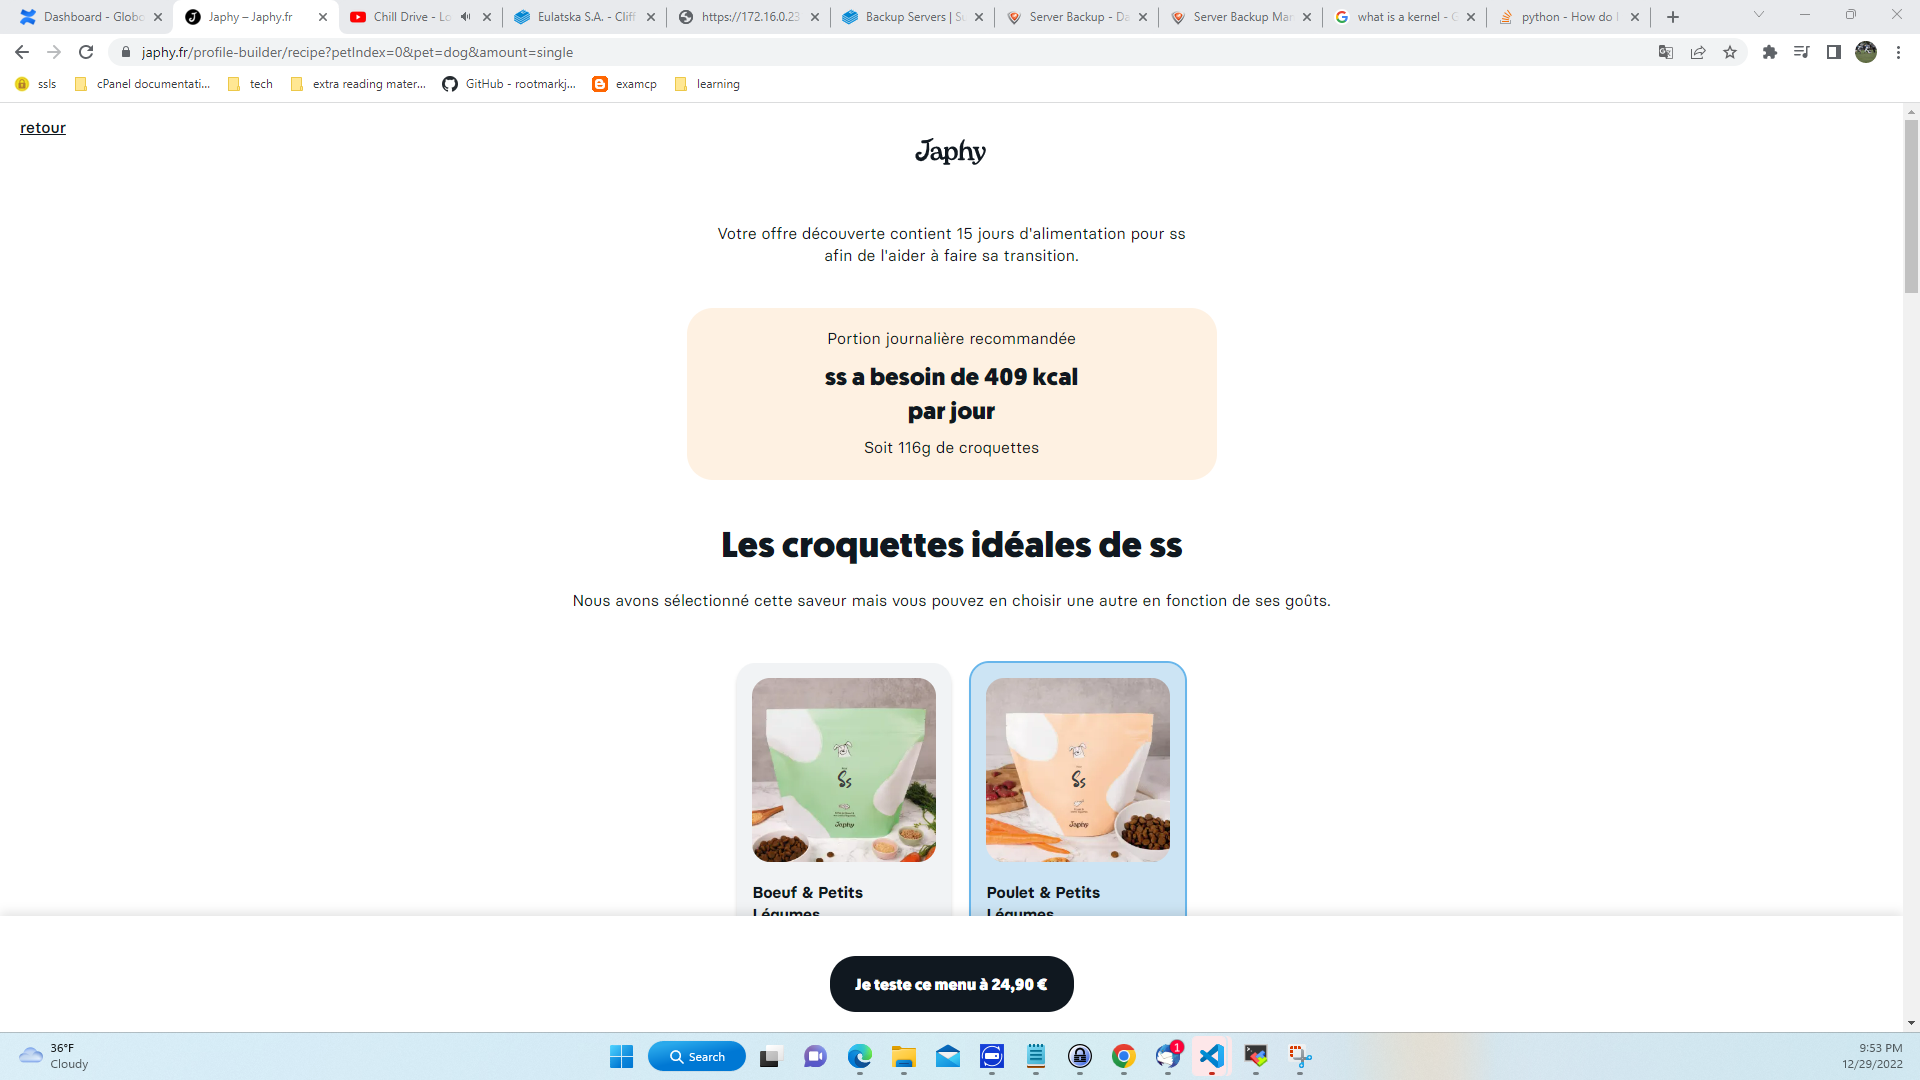 Dashboard - Globo
Japhy – Japhy.fr
Chill Drive - Lo
Eulatska S.A. - Cliff
https://172.16.0.23
Backup Servers | Su
Server Backup - Da
Server Backup Man
what is a kernel - G
python - How do I
japhy.fr/profile-builder/recipe?petIndex=0&pet=dog&amount=single
ssls
cPanel documentati...
tech
extra reading mater...
GitHub - rootmarkj...
examcp
learning
retour
Japhy
Votre offre découverte contient 15 jours d'alimentation pour ss
afin de l'aider à faire sa transition.
Portion journalière recommandée
ss a besoin de 409 kcal
par jour
Soit 116g de croquettes
Les croquettes idéales de ss
Nous avons sélectionné cette saveur mais vous pouvez en choisir une autre en fonction de ses goûts.
Ss
Japhy
Ss
Japhy
Boeuf & Petits
Légumes
Poulet & Petits
Légumes
Je teste ce menu à 24,90 €
36°F
Cloudy
Search
1
9:53 PM
12/29/2022